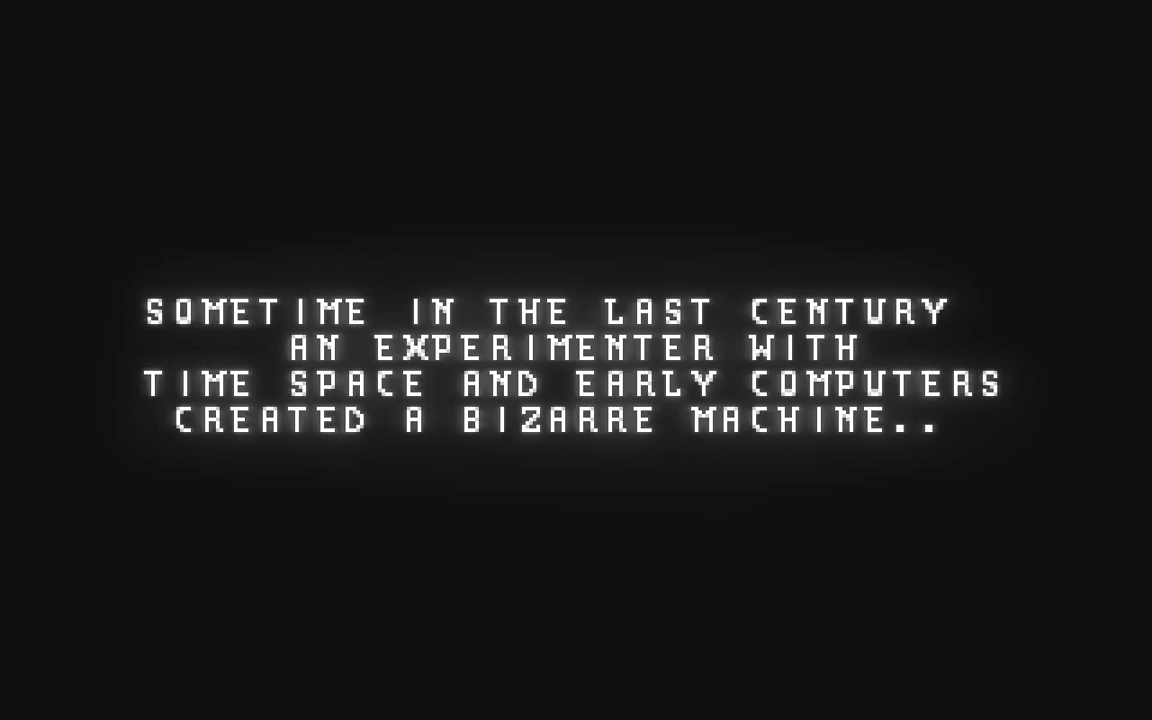 SOMETIME IN THE LAST CENTURY
AN EXPERIMENTER WITH
TIME SPACE AND EARLY COMPUTERS
CREATED A BIZARRE MACHINE..